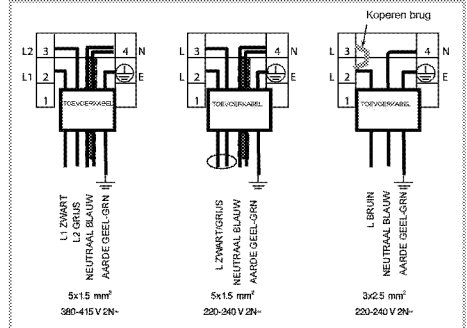 Koperen brug
L2 3 4 N
L1 2 E
1
TOEVOERKABEL
L1 ZWART
L2 GRIJS
NEUTRAAL BLAUW
AARDE GEEL-GRN
5x1.5 mm²
380-415 V 2N~
L 3 4 N
L 2 E
1
TOEVOERKABEL
L ZWART/GRIJS
NEUTRAAL BLAUW
AARDE GEEL-GRN
5x1.5 mm²
220-240 V 2N~
L 3 4 N
L 2 E
1
TOEVOERKABEL
L BRUIN
NEUTRAAL BLAUW
AARDE GEEL-GRN
3x2.5 mm²
220-240 V 2N~